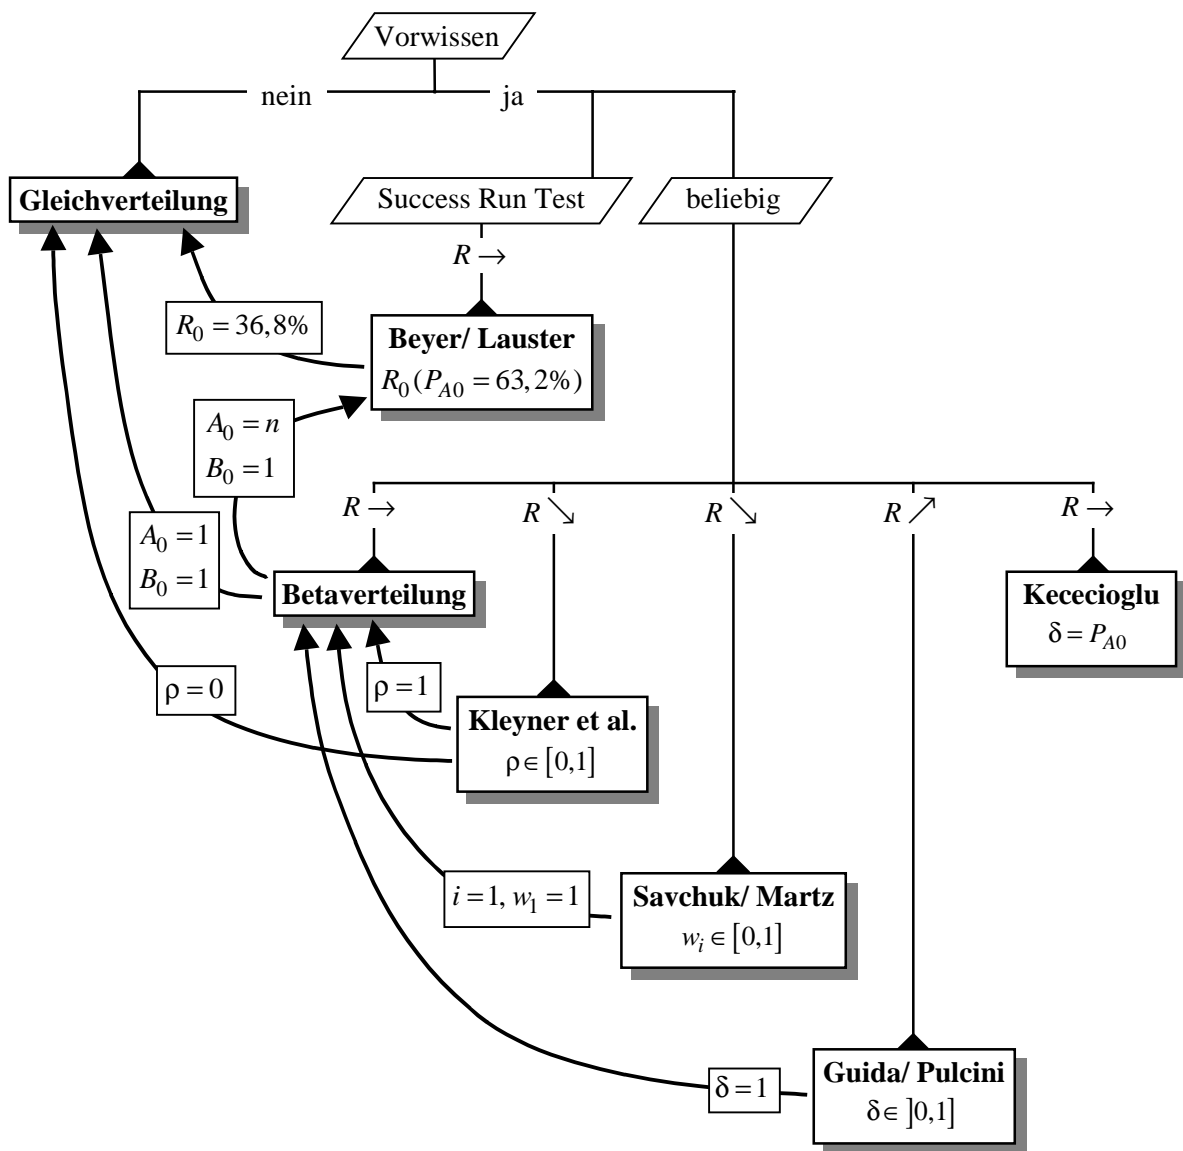 Vorwissen
nein
ja
Gleichverteilung
Success Run Test
beliebig
R →
R₀ = 36,8%
Beyer/ Lauster
R₀(P_A0 = 63,2%)
A₀ = n
B₀ = 1
R →
R ↘
R ↘
R ↗
R →
A₀ = 1
B₀ = 1
Betaverteilung
Kececioglu
δ = P_A0
ρ = 0
ρ = 1
Kleyner et al.
ρ ∈ [0,1]
i = 1, w₁ = 1
Savchuk/ Martz
wᵢ ∈ [0,1]
δ = 1
Guida/ Pulcini
δ ∈ ]0,1]